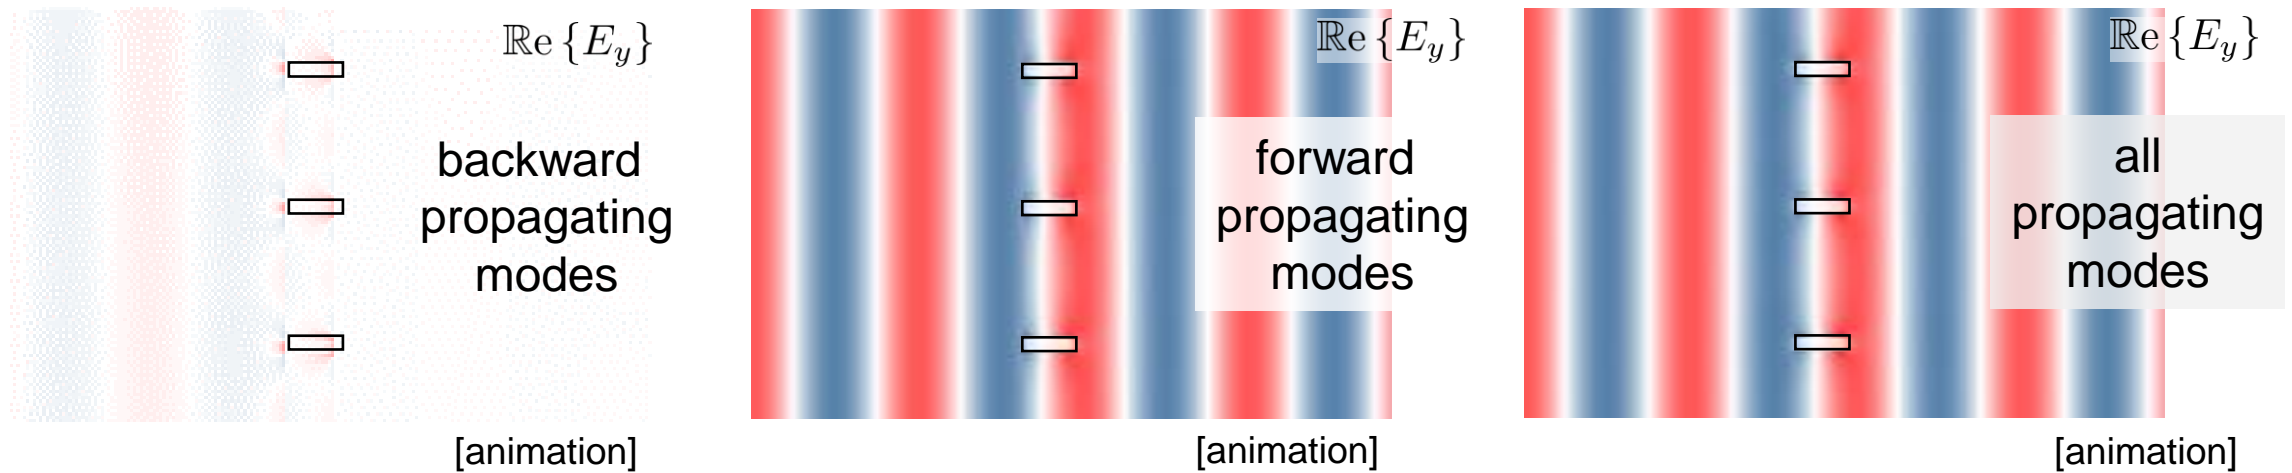 ℝe {E_y}
backward
propagating
modes
[animation]
ℝe {E_y}
forward
propagating
modes
[animation]
ℝe {E_y}
all
propagating
modes
[animation]